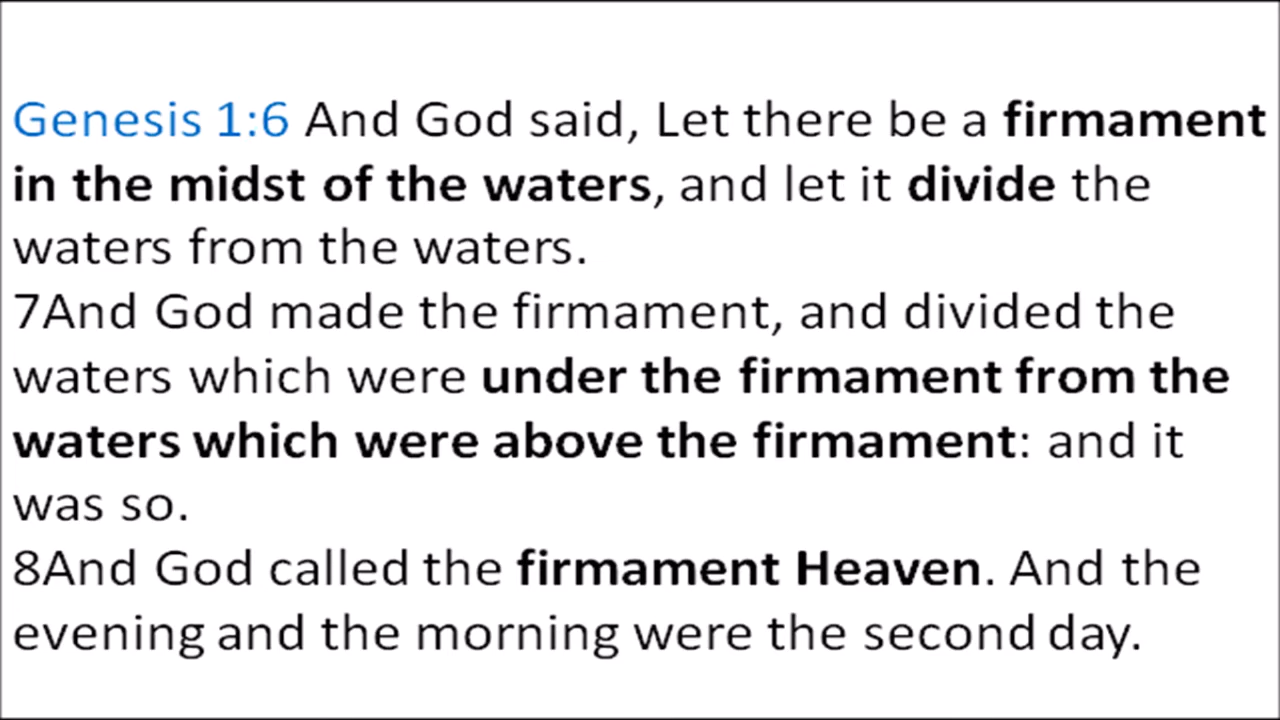 Genesis 1:6 And God said, Let there be a firmament
in the midst of the waters, and let it divide the
waters from the waters.
7And God made the firmament, and divided the
waters which were under the firmament from the
waters which were above the firmament: and it
was so.
8And God called the firmament Heaven. And the
evening and the morning were the second day.